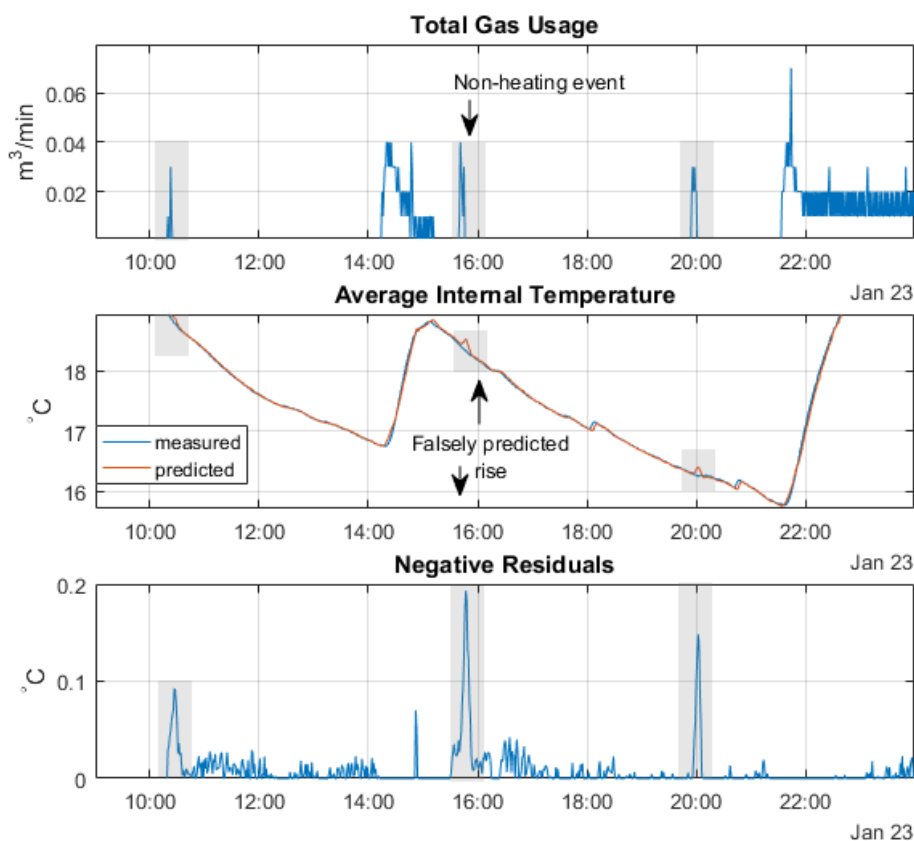 Total Gas Usage
Non-heating event
m³/min
0.06
0.04
0.02
10:00 12:00 14:00 16:00 18:00 20:00 22:00
Jan 23
Average Internal Temperature
°C
18
17
16
measured
predicted
Falsely predicted
rise
10:00 12:00 14:00 16:00 18:00 20:00 22:00
Jan 23
Negative Residuals
°C
0.2
0.1
0
10:00 12:00 14:00 16:00 18:00 20:00 22:00
Jan 23